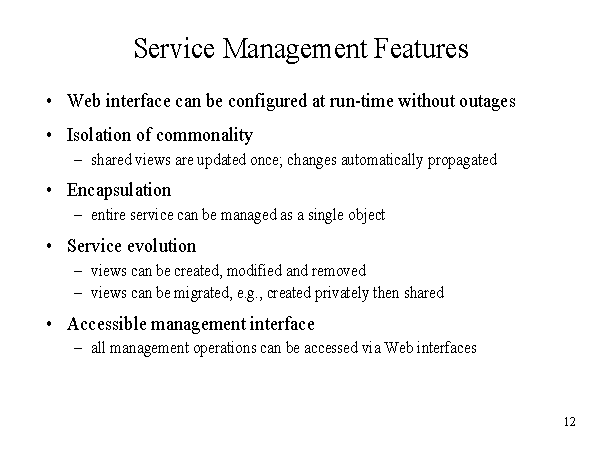 Service Management Features
• Web interface can be configured at run-time without outages
• Isolation of commonality
– shared views are updated once; changes automatically propagated
• Encapsulation
– entire service can be managed as a single object
• Service evolution
– views can be created, modified and removed
– views can be migrated, e.g., created privately then shared
• Accessible management interface
– all management operations can be accessed via Web interfaces
12